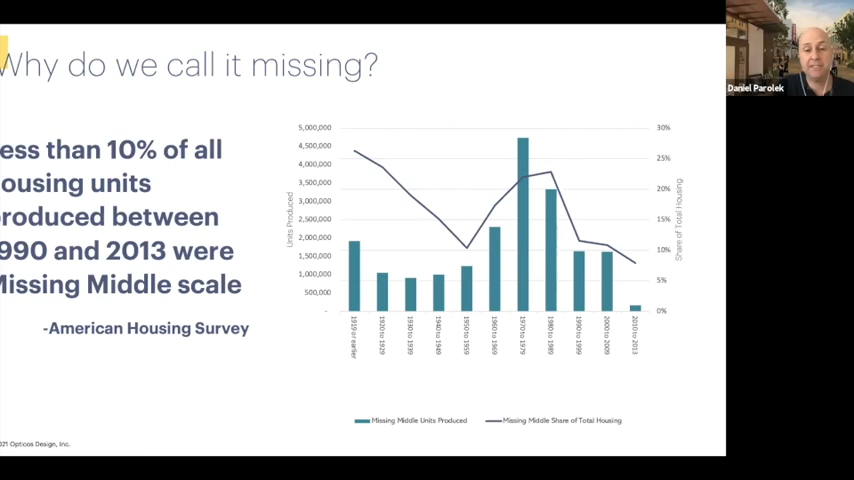 Why do we call it missing?
Daniel Parolek
ess than 10% of all
ousing units
roduced between
990 and 2013 were
Missing Middle scale
-American Housing Survey
5,000,000
4,500,000
4,000,000
3,500,000
3,000,000
2,500,000
2,000,000
1,500,000
1,000,000
500,000
-
Units Produced
30%
25%
20%
15%
10%
5%
0%
Share of Total Housing
1919 or earlier
1920 to 1929
1930 to 1939
1940 to 1949
1950 to 1959
1960 to 1969
1970 to 1979
1980 to 1989
1990 to 1999
2000 to 2009
2010 to 2013
Missing Middle Units Produced
Missing Middle Share of Total Housing
021 Opticos Design, Inc.